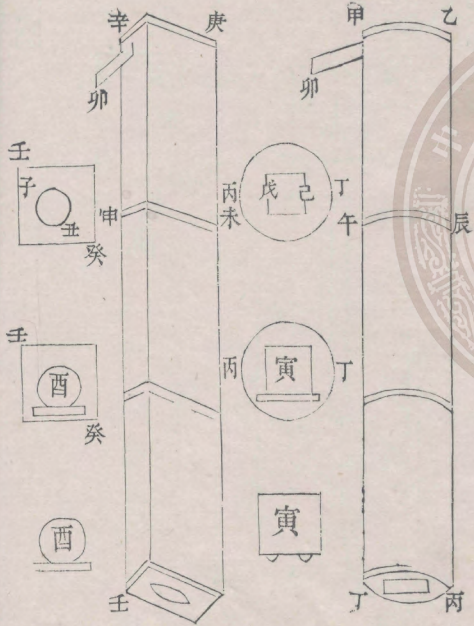 甲
乙
卯
午
辰
丁
丙
丙
戊
己
丁
丙
寅
丁
寅
辛
庚
卯
申
未
壬
壬
子
丑
癸
壬
酉
癸
酉